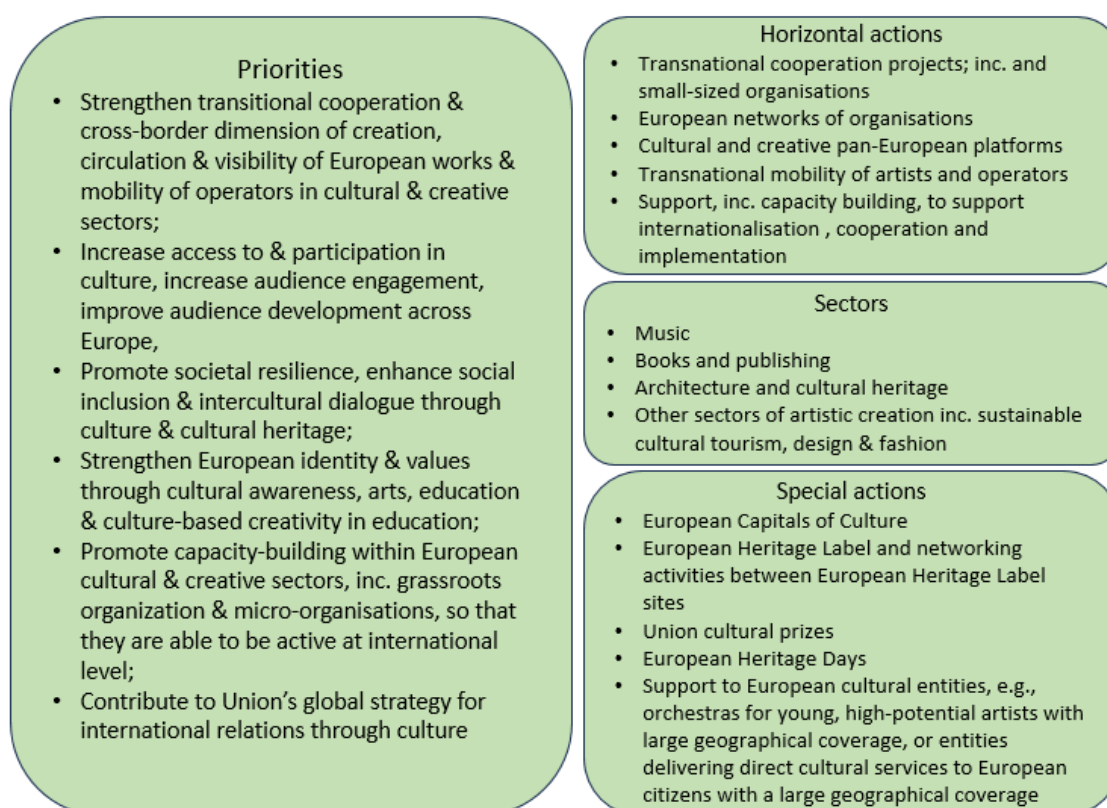 Priorities
• Strengthen transitional cooperation &
cross-border dimension of creation,
circulation & visibility of European works &
mobility of operators in cultural & creative
sectors;
• Increase access to & participation in
culture, increase audience engagement,
improve audience development across
Europe,
• Promote societal resilience, enhance social
inclusion & intercultural dialogue through
culture & cultural heritage;
• Strengthen European identity & values
through cultural awareness, arts, education
& culture-based creativity in education;
• Promote capacity-building within European
cultural & creative sectors, inc. grassroots
organization & micro-organisations, so that
they are able to be active at international
level;
• Contribute to Union's global strategy for
international relations through culture
Horizontal actions
• Transnational cooperation projects; inc. and
small-sized organisations
• European networks of organisations
• Cultural and creative pan-European platforms
• Transnational mobility of artists and operators
• Support, inc. capacity building, to support
internationalisation , cooperation and
implementation
Sectors
• Music
• Books and publishing
• Architecture and cultural heritage
• Other sectors of artistic creation inc. sustainable
cultural tourism, design & fashion
Special actions
• European Capitals of Culture
• European Heritage Label and networking
activities between European Heritage Label
sites
• Union cultural prizes
• European Heritage Days
• Support to European cultural entities, e.g.,
orchestras for young, high-potential artists with
large geographical coverage, or entities
delivering direct cultural services to European
citizens with a large geographical coverage